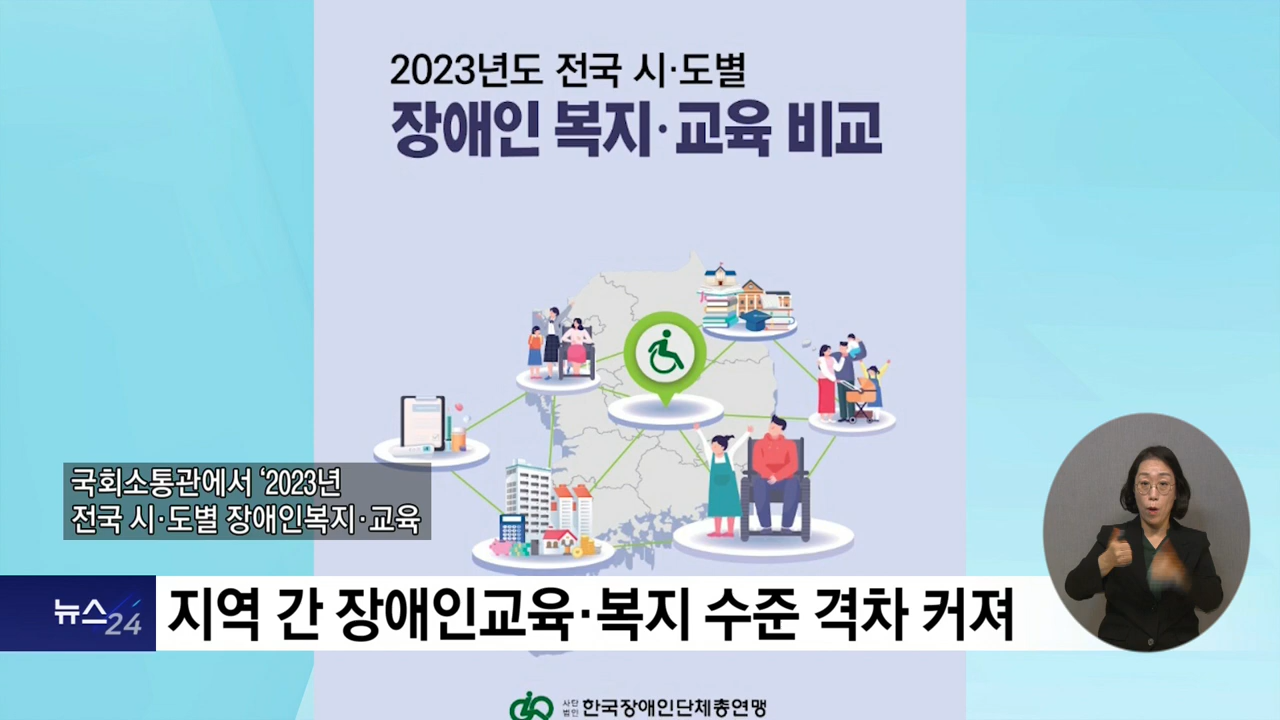 2023년도 전국 시·도별
장애인 복지·교육 비교
국회소통관에서 ‘2023년
전국 시·도별 장애인복지·교육
뉴스24
지역 간 장애인교육·복지 수준 격차 커져
사단법인 한국장애인단체총연맹